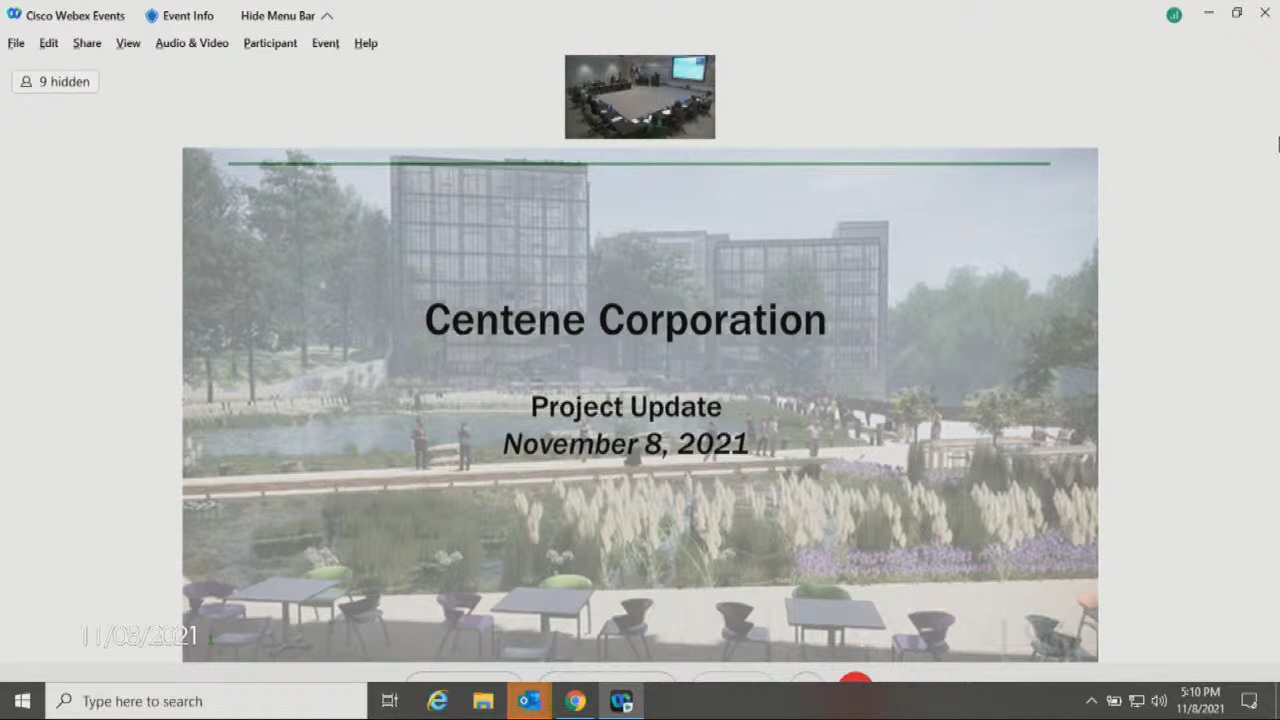 Cisco Webex Events
Event Info
Hide Menu Bar
File Edit Share View Audio & Video Participant Event Help
9 hidden
Centene Corporation
Project Update
November 8, 2021
11/08/2021
Type here to search
5:10 PM
11/8/2021